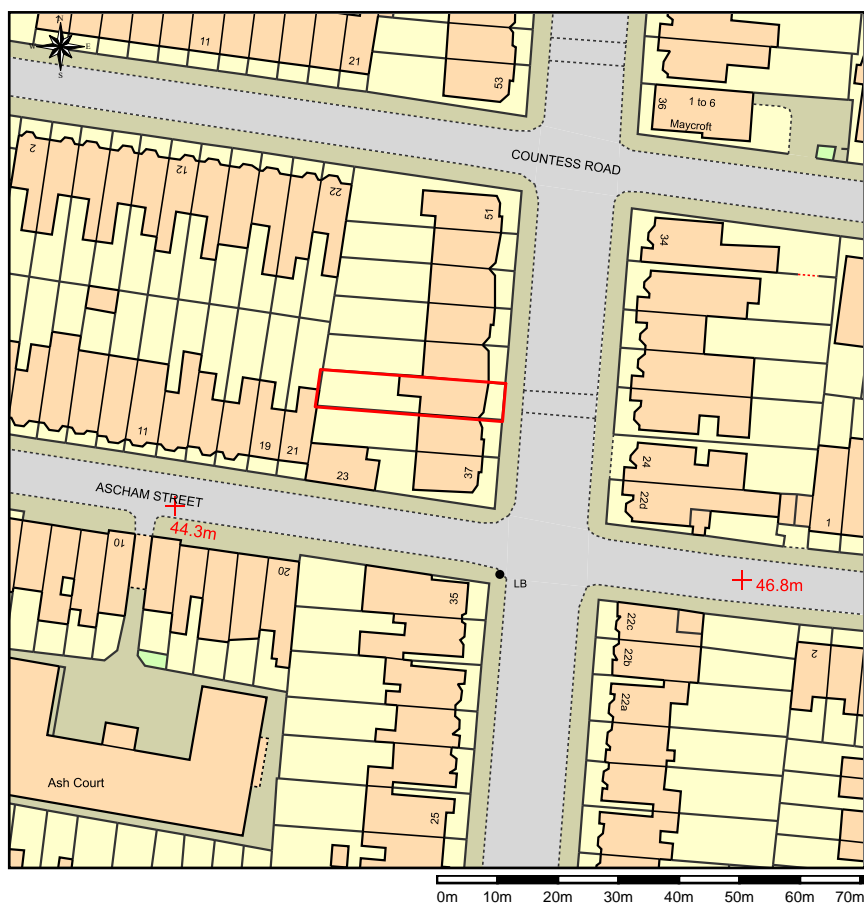 N
W
E
S
11
21
53
36
1 to 6
Maycroft
COUNTESS ROAD
2
12
22
51
34
11
19
21
23
37
24
22d
1
ASCHAM STREET
44.3m
10
20
35
LB
46.8m
22c
22b
22a
2
Ash Court
25
0m 10m 20m 30m 40m 50m 60m 70m